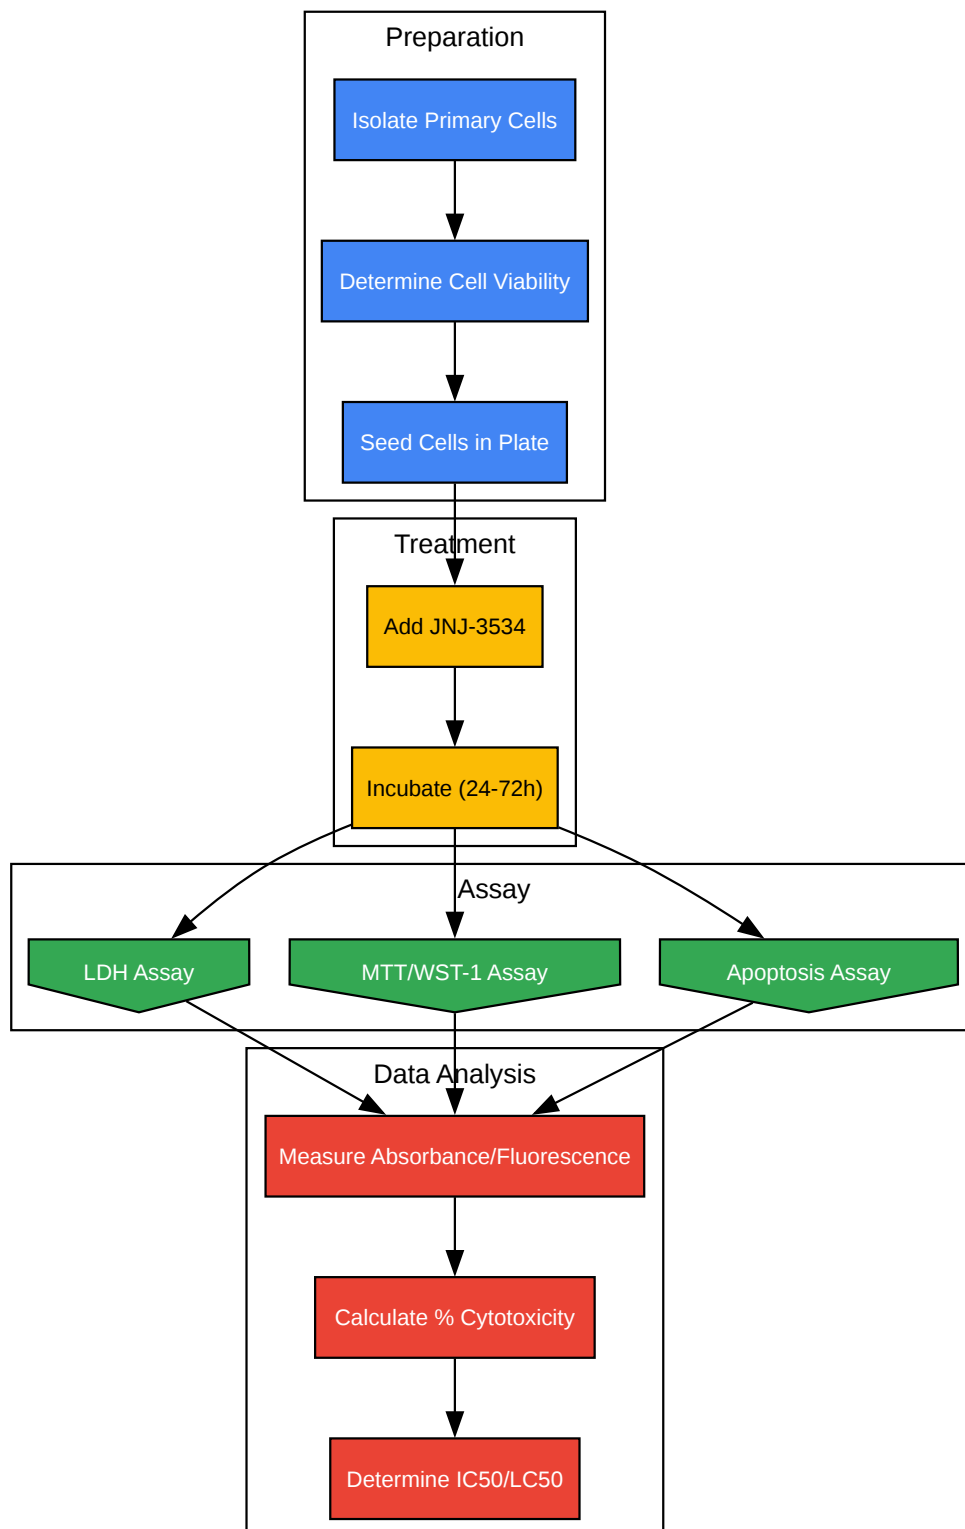 Preparation
Isolate Primary Cells
Determine Cell Viability
Seed Cells in Plate
Treatment
Add JNJ-3534
Incubate (24-72h)
Assay
LDH Assay
MTT/WST-1 Assay
Apoptosis Assay
Data Analysis
Measure Absorbance/Fluorescence
Calculate % Cytotoxicity
Determine IC50/LC50